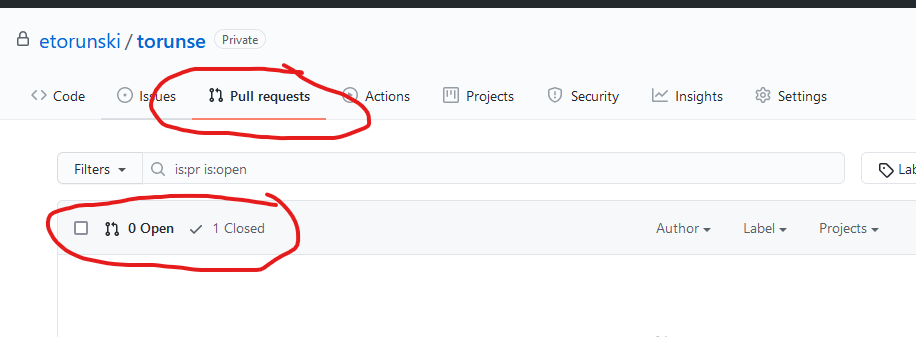 etorunski / torunse Private
Code Issues Pull requests Actions Projects Security Insights Settings
Filters is:pr is:open Lab
0 Open 1 Closed Author Label Projects